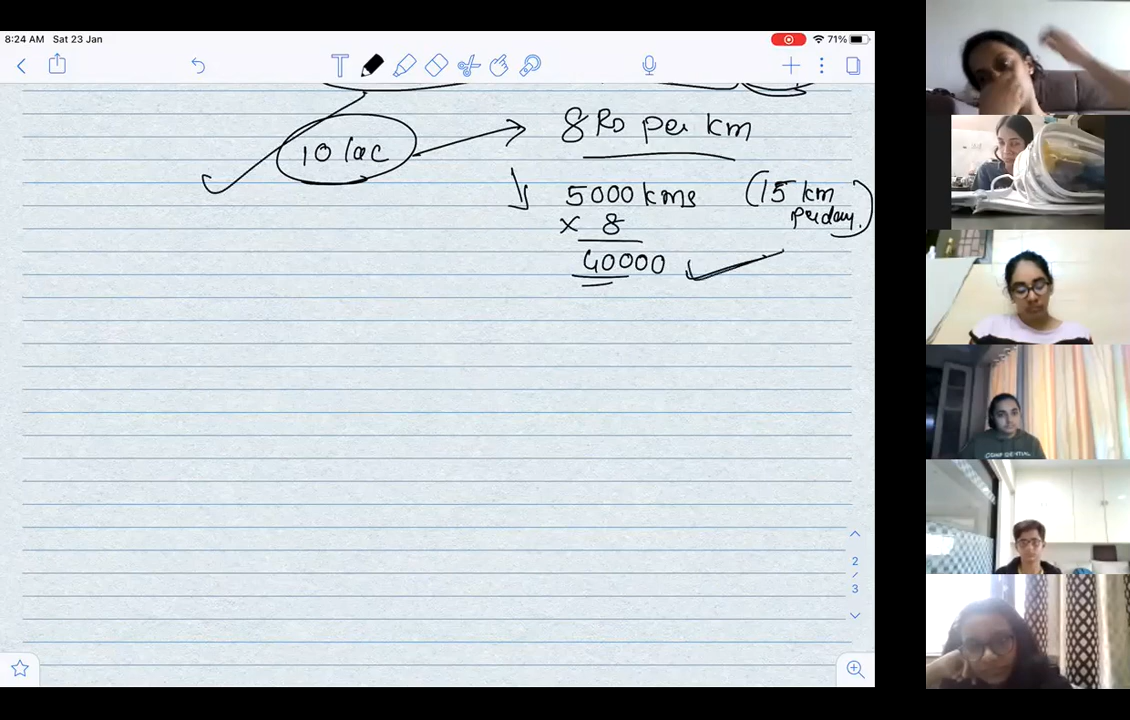 8:24 AM Sat 23 Jan
71%
8 Rs per km
10 lac
5000 kms (15 km
per day.)
x 8
40000
2
/
3
CONFIDENTIAL